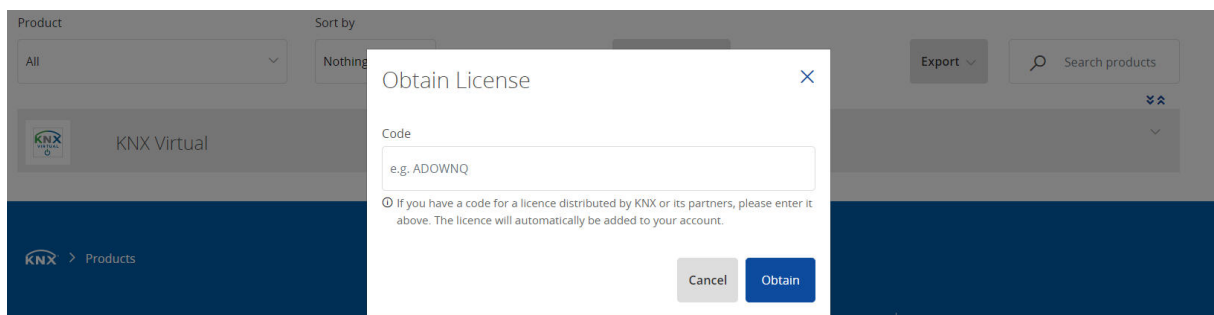 Product
Sort by
All
Nothing
Export
Search products
Obtain License
Code
e.g. ADOWNQ
If you have a code for a licence distributed by KNX or its partners, please enter it
above. The licence will automatically be added to your account.
Cancel
Obtain
KNX
VIRTUAL
KNX Virtual
KNX > Products